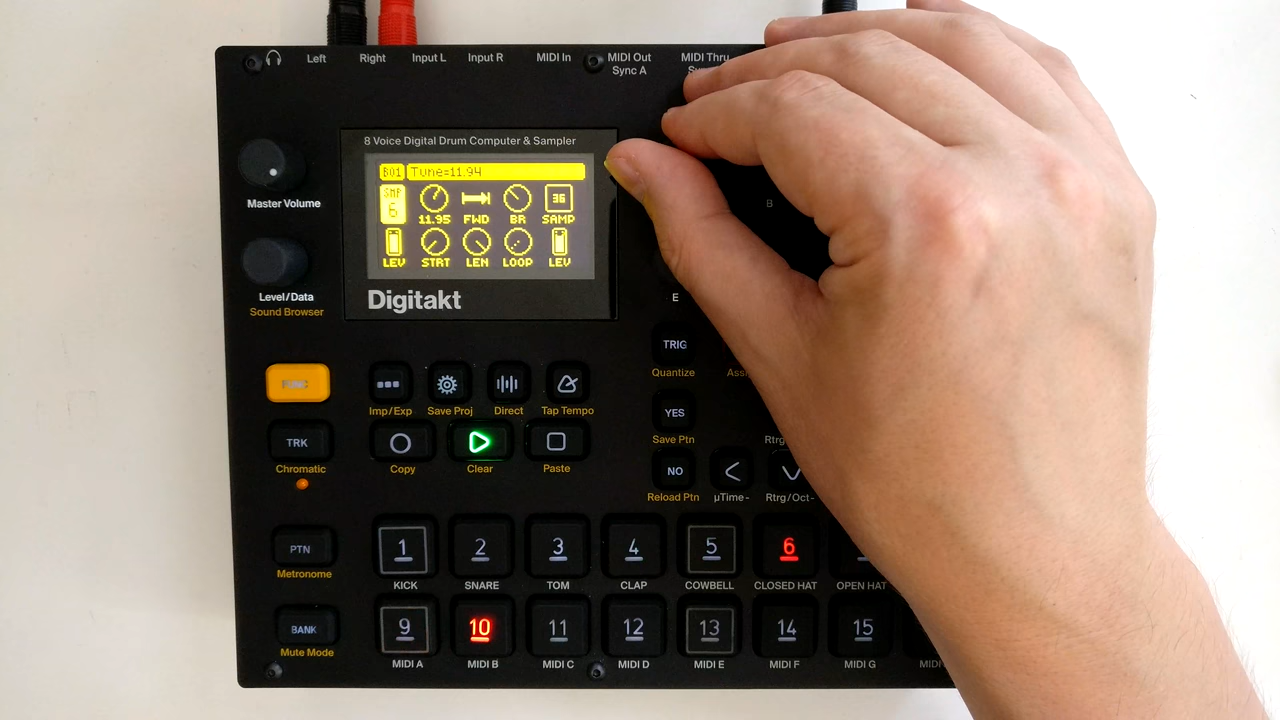 Left Right Input L Input R MIDI In MIDI Out MIDI Thru
Sync A
8 Voice Digital Drum Computer & Sampler
B01 Tune=11.94
SMP
6
11.95 FWD BR SAMP
36
LEV STRT LEN LOOP LEV
Digitakt
Master Volume
Level/Data
Sound Browser
B
E
TRIG
Quantize
Imp/Exp Save Proj Direct Tap Tempo
YES
Save Ptn
TRK
Chromatic
Copy Clear Paste
NO
Reload Ptn µTime- Rtrg/Oct-
PTN
Metronome
1 2 3 4 5 6
KICK SNARE TOM CLAP COWBELL CLOSED HAT OPEN HAT
BANK
Mute Mode
9 10 11 12 13 14 15
MIDI A MIDI B MIDI C MIDI D MIDI E MIDI F MIDI G